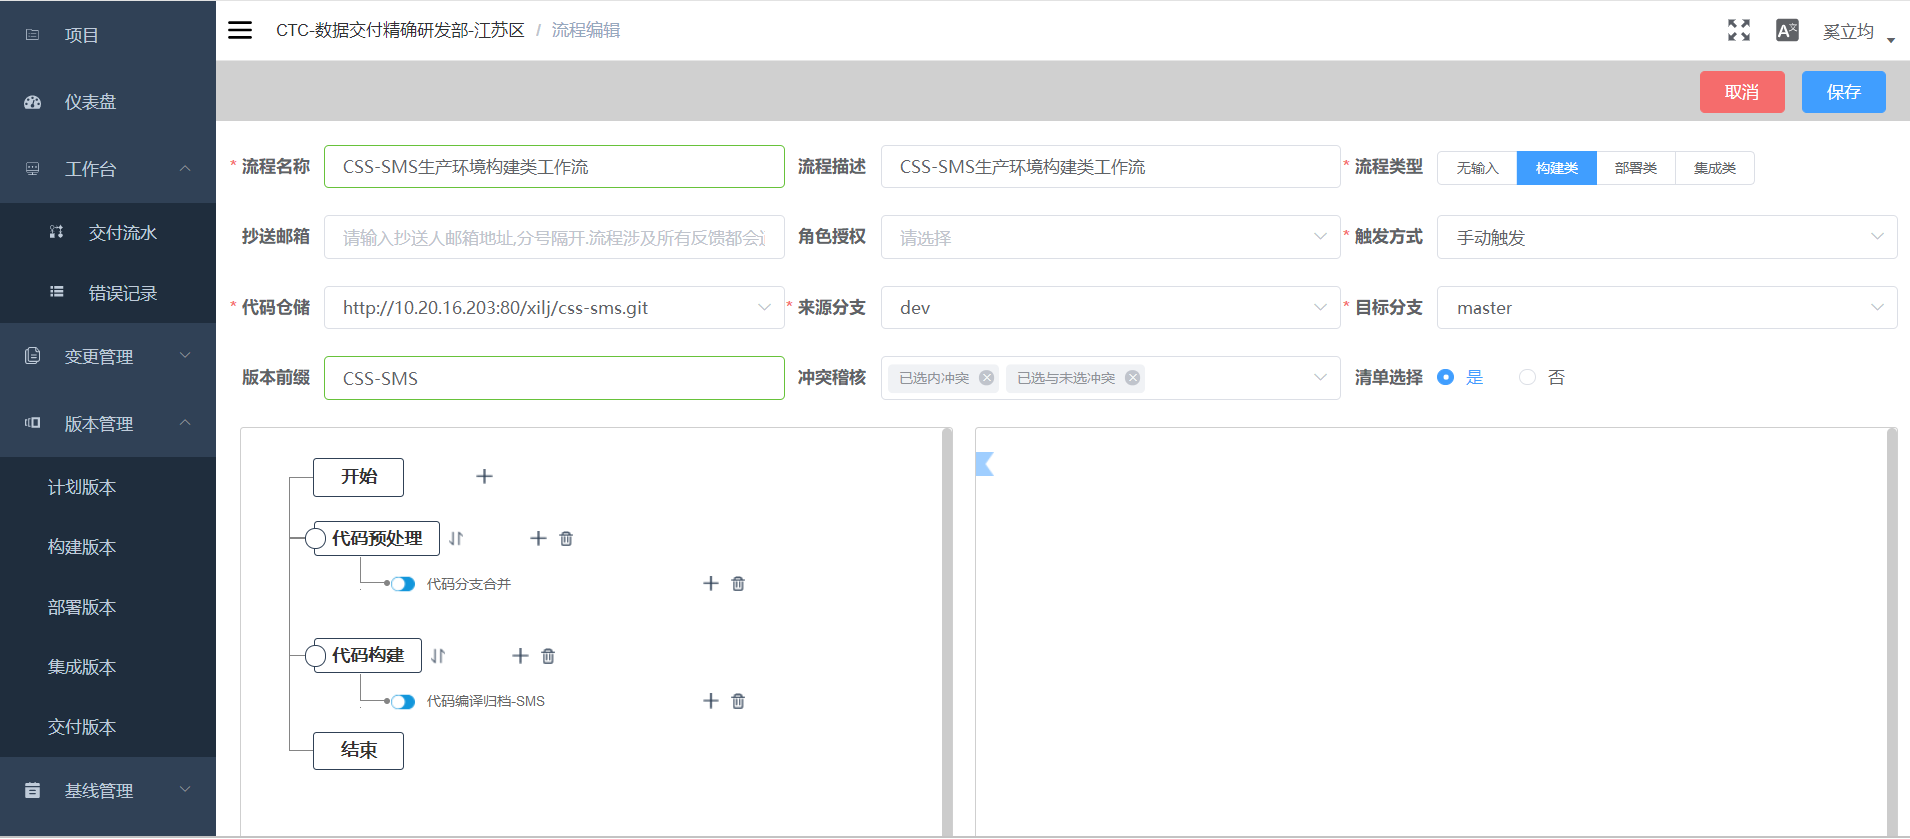 项目
仪表盘
工作台
交付流水
错误记录
变更管理
版本管理
计划版本
构建版本
部署版本
集成版本
交付版本
基线管理
CTC-数据交付精确研发部-江苏区 / 流程编辑
奚立均
取消 保存
* 流程名称 CSS-SMS生产环境构建类工作流 流程描述 CSS-SMS生产环境构建类工作流 * 流程类型 无输入 构建类 部署类 集成类
抄送邮箱 请输入抄送人邮箱地址,分号隔开.流程涉及所有反馈都会 角色授权 请选择 * 触发方式 手动触发
* 代码仓储 http://10.20.16.203:80/xilj/css-sms.git * 来源分支 dev * 目标分支 master
版本前缀 CSS-SMS 冲突稽核 已选内冲突 已选与未选冲突 清单选择 是 否
开始
代码预处理
代码分支合并
代码构建
代码编译归档-SMS
结束